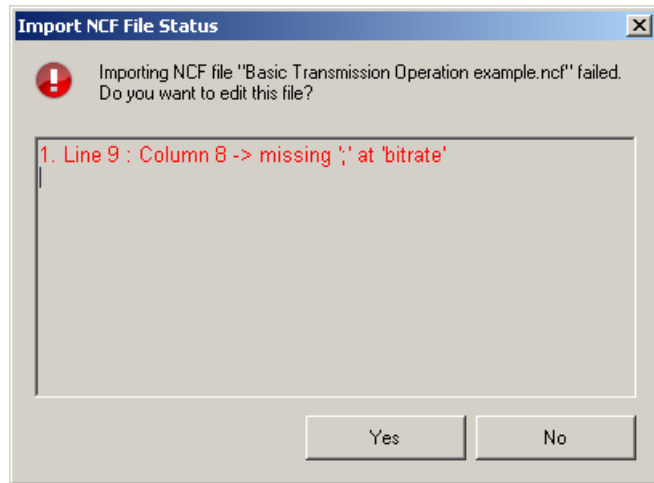 Import NCF File Status
Importing NCF file "Basic Transmission Operation example.ncf" failed.
Do you want to edit this file?
1. Line 9 : Column 8 -> missing ';' at 'bitrate'
Yes
No